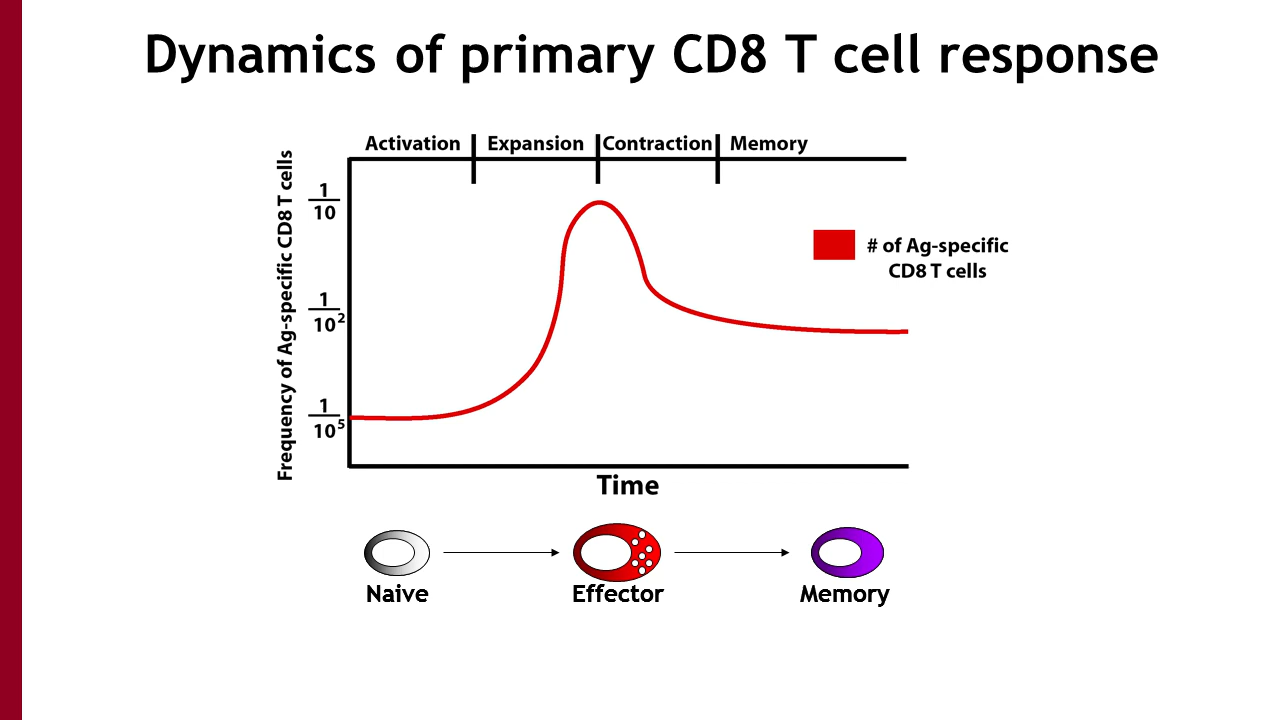 Dynamics of primary CD8 T cell response
Activation Expansion Contraction Memory
Frequency of Ag-specific CD8 T cells
1
10
1
10²
1
10⁵
# of Ag-specific
CD8 T cells
Time
Naive Effector Memory